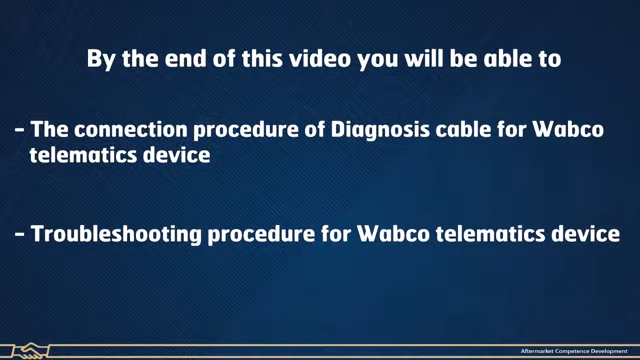 By the end of this video you will be able to
- The connection procedure of Diagnosis cable for Wabco
telematics device
- Troubleshooting procedure for Wabco telematics device
Aftermarket Competence Development